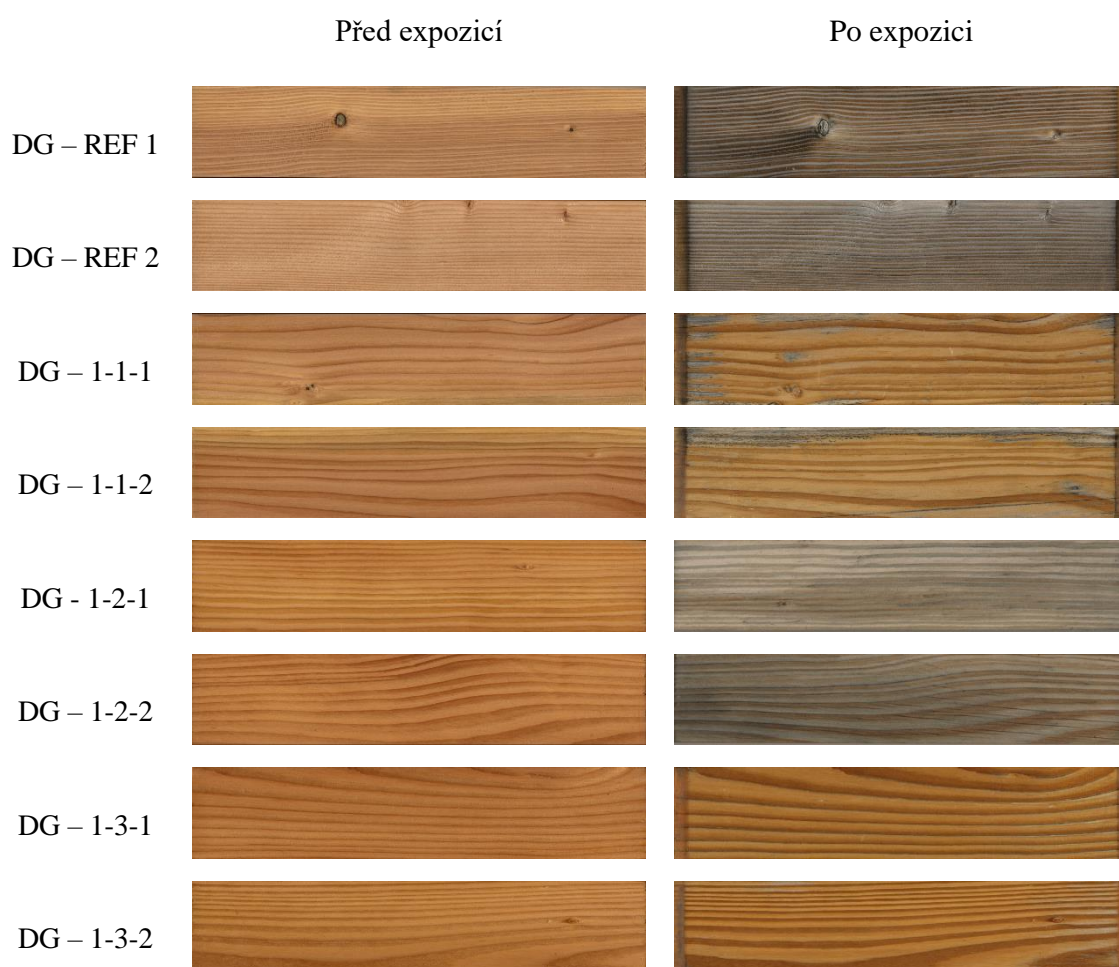 Před expozicí Po expozici
DG – REF 1
DG – REF 2
DG – 1-1-1
DG – 1-1-2
DG - 1-2-1
DG – 1-2-2
DG – 1-3-1
DG – 1-3-2